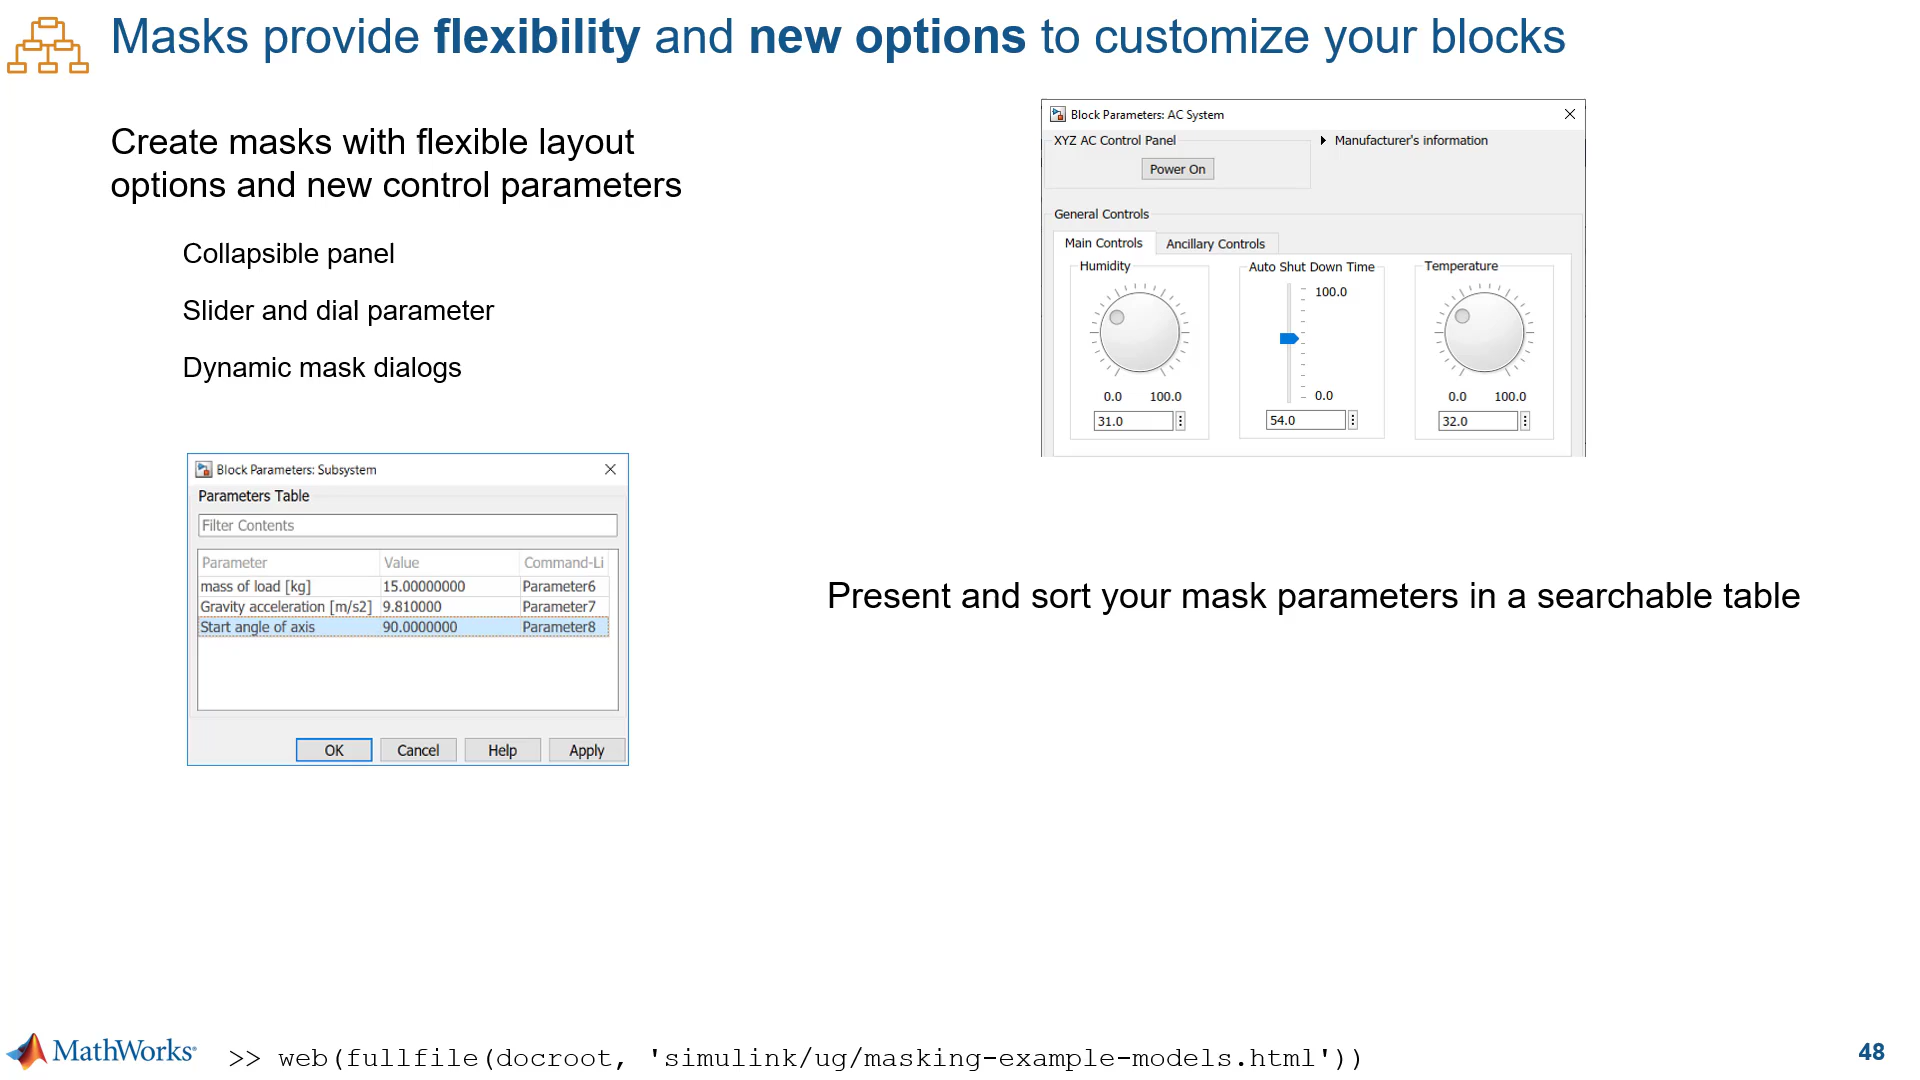 Masks provide flexibility and new options to customize your blocks
Create masks with flexible layout
options and new control parameters
Collapsible panel
Slider and dial parameter
Dynamic mask dialogs
Block Parameters: AC System
XYZ AC Control Panel
Manufacturer's information
Power On
General Controls
Main Controls
Ancillary Controls
Humidity
Auto Shut Down Time
Temperature
100.0
0.0 100.0
0.0
0.0 100.0
31.0
54.0
32.0
Block Parameters: Subsystem
Parameters Table
Filter Contents
Parameter Value Command-Li
mass of load [kg] 15.00000000 Parameter6
Gravity acceleration [m/s2] 9.810000 Parameter7
Start angle of axis 90.0000000 Parameter8
OK Cancel Help Apply
Present and sort your mask parameters in a searchable table
MathWorks®
>> web(fullfile(docroot, 'simulink/ug/masking-example-models.html'))
48